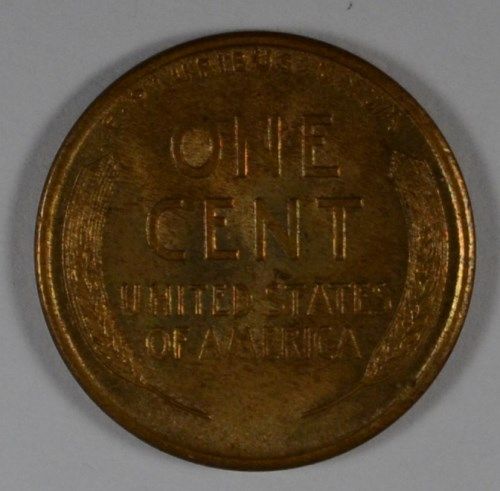 ONE
CENT
UNITED STATES
OF AMERICA